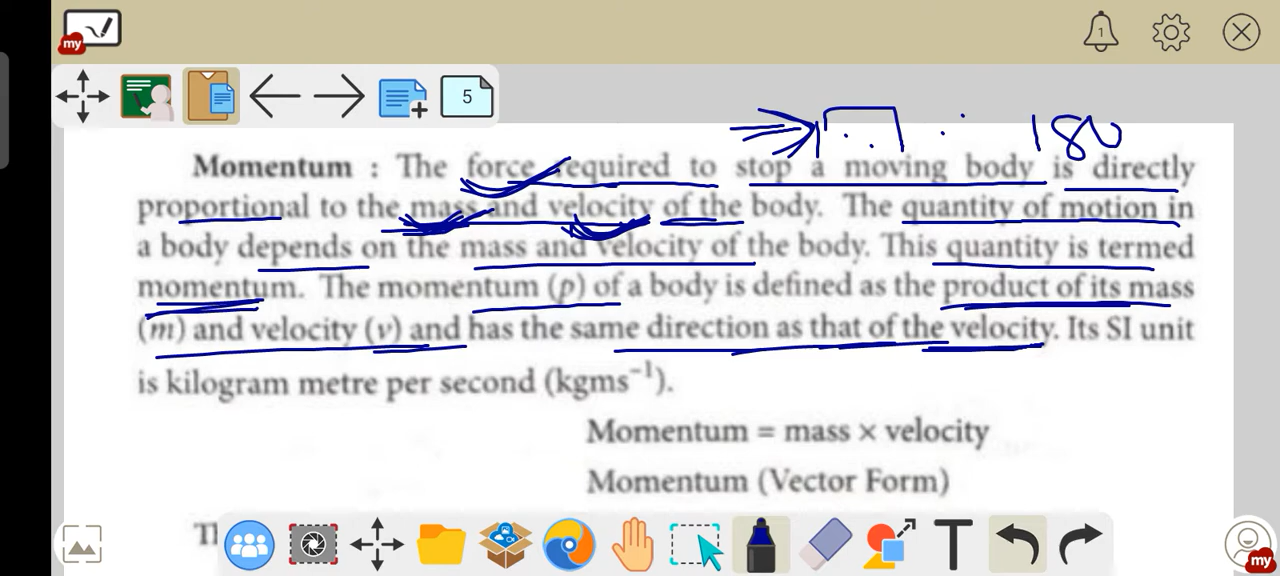 my
1
5
180
Momentum : The force required to stop a moving body is directly
proportional to the mass and velocity of the body. The quantity of motion in
a body depends on the mass and velocity of the body. This quantity is termed
momentum. The momentum (p) of a body is defined as the product of its mass
(m) and velocity (v) and has the same direction as that of the velocity. Its SI unit
is kilogram metre per second (kgms⁻¹).
Momentum = mass × velocity
Momentum (Vector Form)
T
my